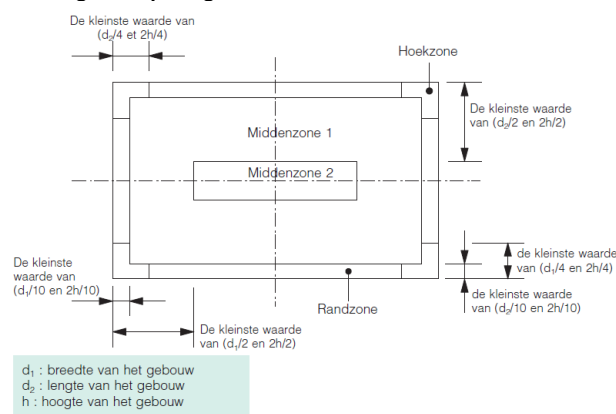 De kleinste waarde van
(d₂/4 et 2h/4)
Hoekzone
De kleinste waarde
van (d₂/2 en 2h/2)
Middenzone 1
Middenzone 2
De kleinste
waarde van
(d₁/10 en 2h/10)
de kleinste waarde
van (d₁/4 en 2h/4)
de kleinste waarde
van (d₂/10 en 2h/10)
Randzone
De kleinste waarde
van (d₁/2 en 2h/2)
d₁ : breedte van het gebouw
d₂ : lengte van het gebouw
h : hoogte van het gebouw